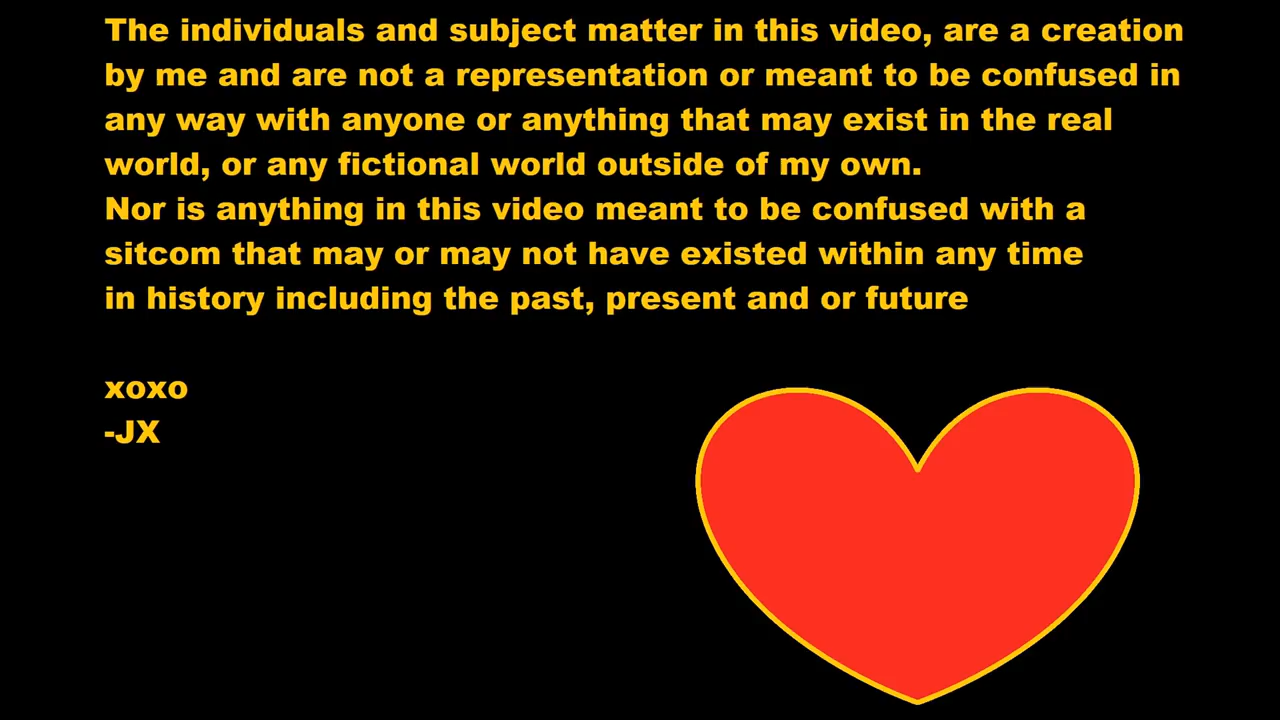 The individuals and subject matter in this video, are a creation
by me and are not a representation or meant to be confused in
any way with anyone or anything that may exist in the real
world, or any fictional world outside of my own.
Nor is anything in this video meant to be confused with a
sitcom that may or may not have existed within any time
in history including the past, present and or future
xoxo
-JX